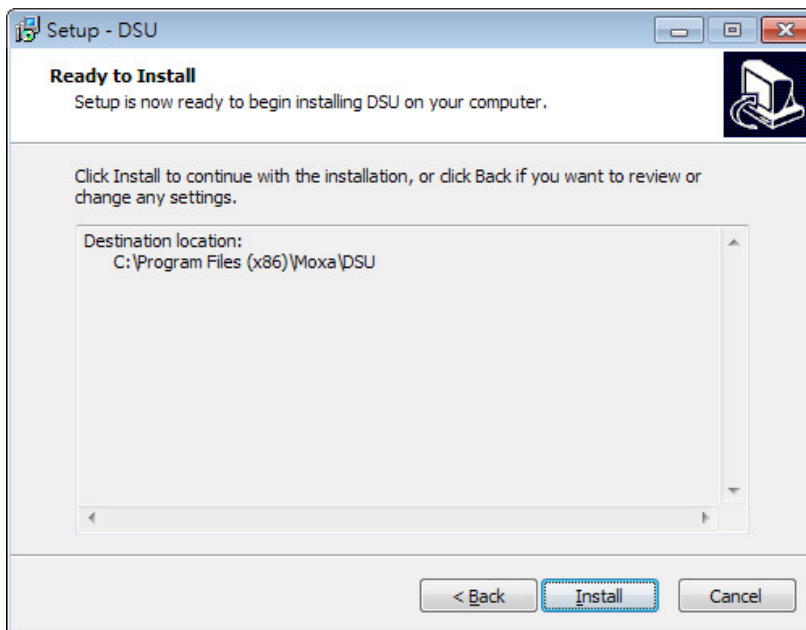 Setup - DSU
Ready to Install
Setup is now ready to begin installing DSU on your computer.
Click Install to continue with the installation, or click Back if you want to review or
change any settings.
Destination location:
C:\Program Files (x86)\Moxa\DSU
< Back
Install
Cancel